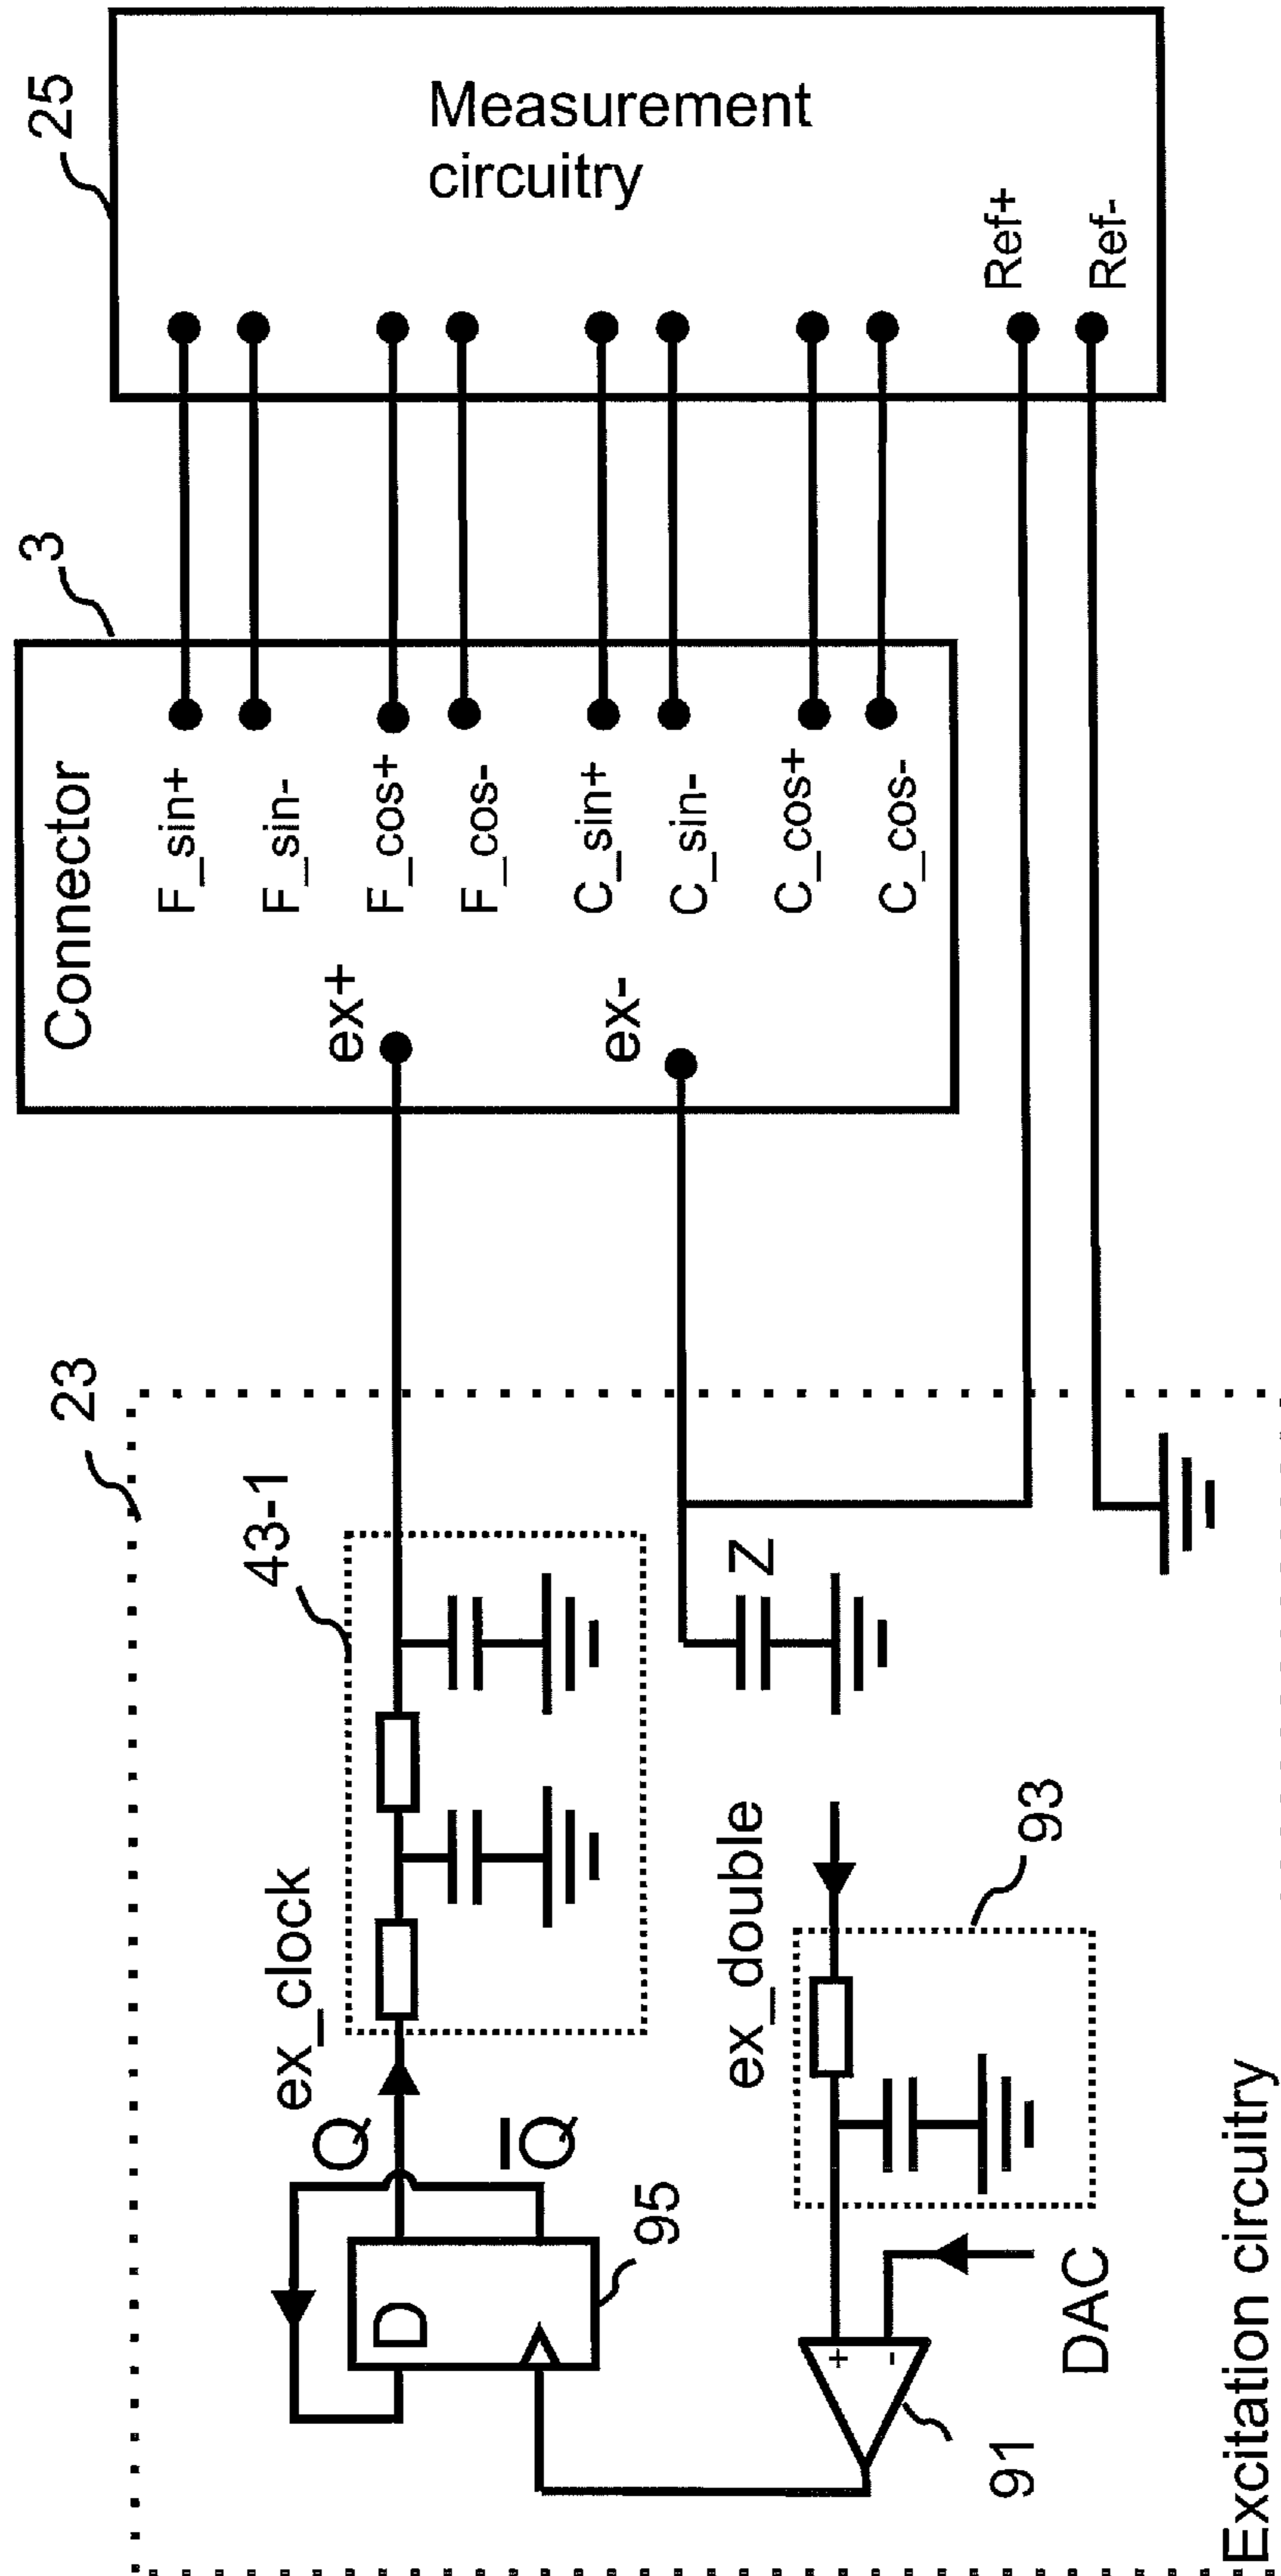 23
Excitation circuitry
ex_clock
43-1
D
Q
Q̅
95
ex_double
Z
93
+
-
DAC
91
3
Connector
ex+
ex-
F_sin+
F_sin-
F_cos+
F_cos-
C_sin+
C_sin-
C_cos+
C_cos-
25
Measurement
circuitry
Ref+
Ref-